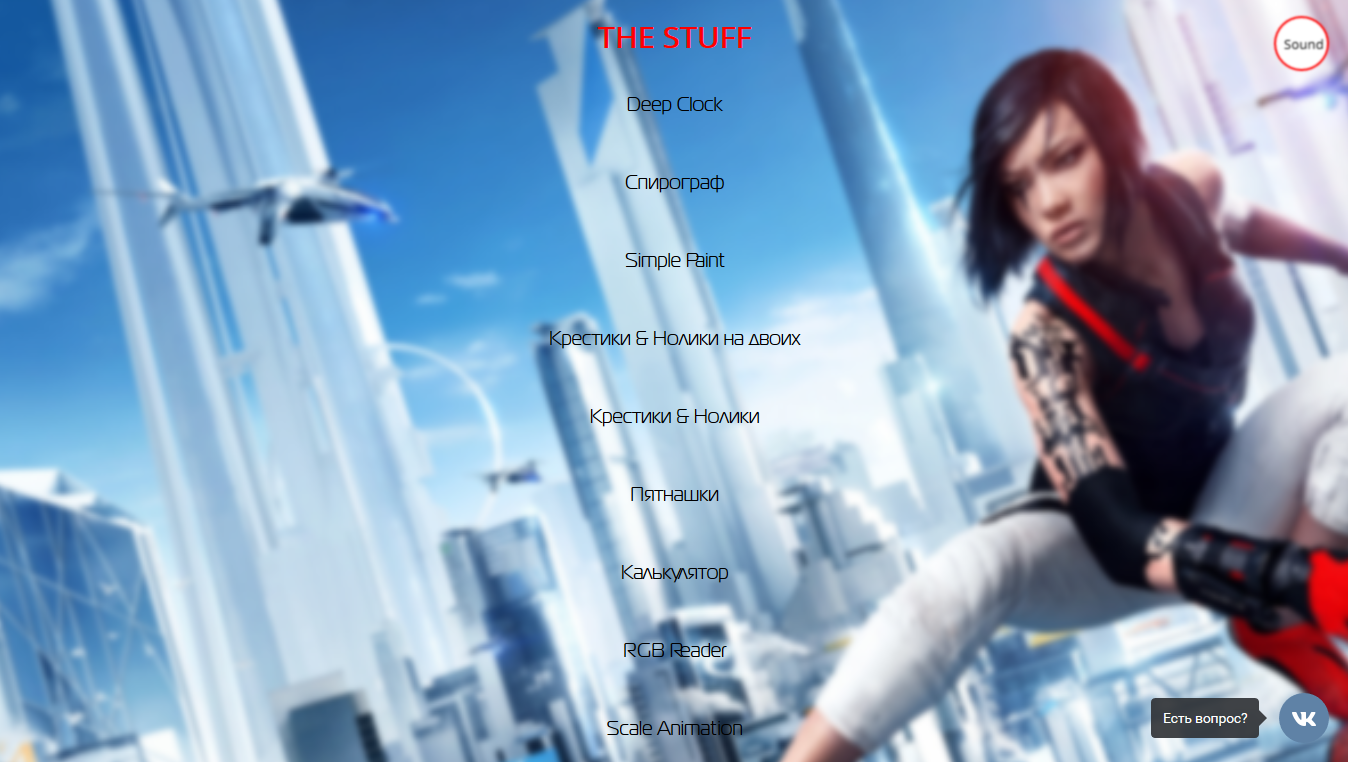 THE STUFF
Sound
Deep Clock
Спирограф
Simple Paint
Крестики & Нолики на двоих
Крестики & Нолики
Пятнашки
Калькулятор
RGB Reader
Scale Animation
Есть вопрос?